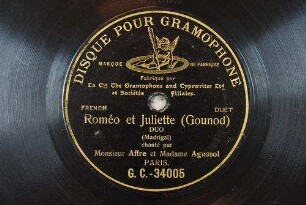 DISQUE POUR GRAMOPHONE
MARQUE DE FABRIQUE
Fabriqué par
La Cie The Gramophone and Typewriter Ltd
et Sociétés Filiales.
FRENCH DUET
Roméo et Juliette (Gounod)
DUO
(Madrigal)
chanté par
Monsieur Affre et Madame Agussol
PARIS.
G. C.-34005